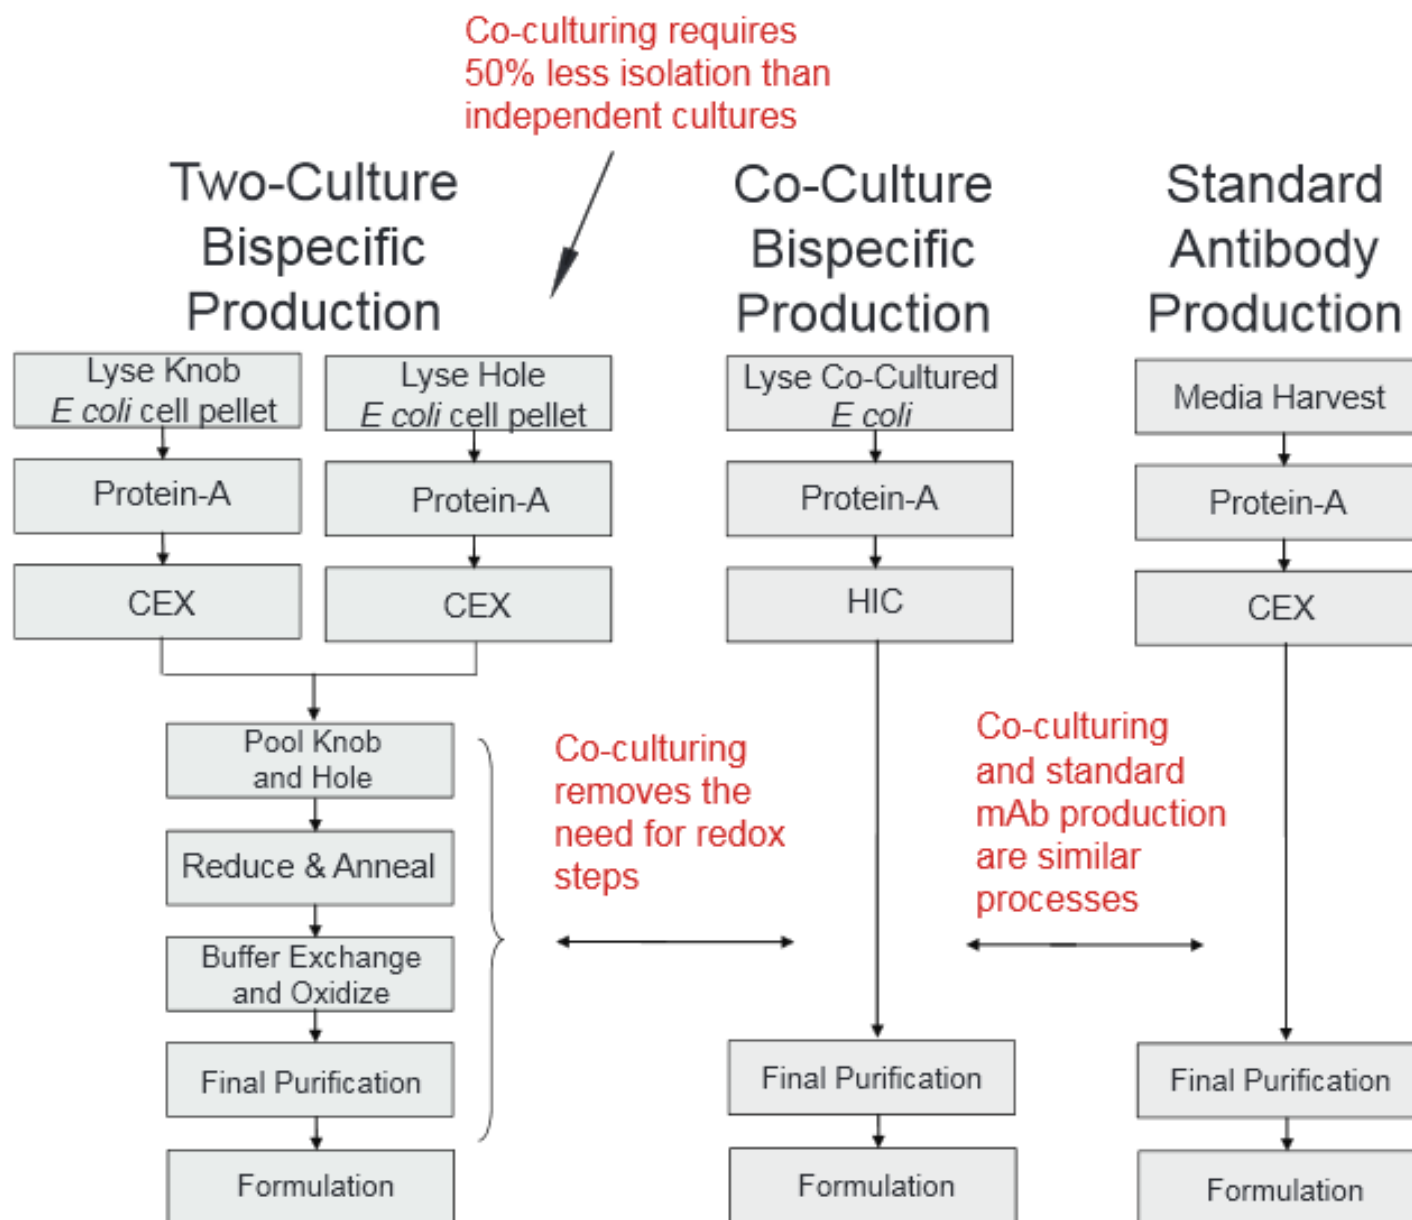 Co-culturing requires
50% less isolation than
independent cultures
Two-Culture
Bispecific
Production
Co-Culture
Bispecific
Production
Standard
Antibody
Production
Lyse Knob
E coli cell pellet
Lyse Hole
E coli cell pellet
Lyse Co-Cultured
E coli
Media Harvest
Protein-A
Protein-A
Protein-A
Protein-A
CEX
CEX
HIC
CEX
Pool Knob
and Hole
Reduce & Anneal
Buffer Exchange
and Oxidize
Final Purification
Formulation
Co-culturing
removes the
need for redox
steps
Co-culturing
and standard
mAb production
are similar
processes
Final Purification
Formulation
Final Purification
Formulation